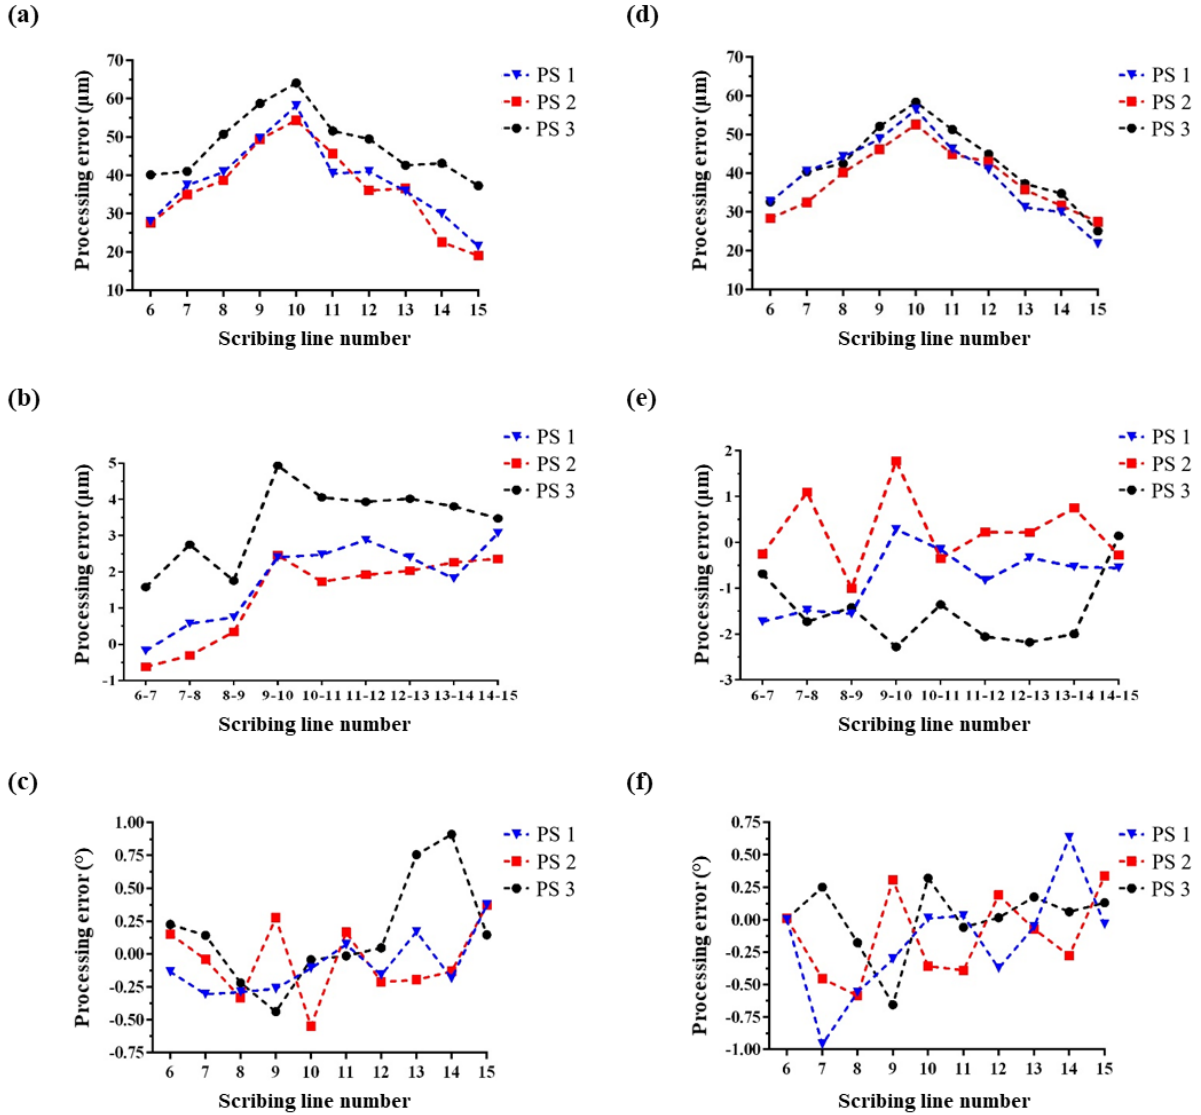 (a)
70
60
50
40
30
20
10
Processing error (µm)
6 7 8 9 10 11 12 13 14 15
Scribing line number
PS 1
PS 2
PS 3
(d)
70
60
50
40
30
20
10
Processing error (µm)
6 7 8 9 10 11 12 13 14 15
Scribing line number
PS 1
PS 2
PS 3
(b)
5
4
3
2
1
0
-1
Processing error (µm)
6-7 7-8 8-9 9-10 10-11 11-12 12-13 13-14 14-15
Scribing line number
PS 1
PS 2
PS 3
(e)
2
1
0
-1
-2
-3
Processing error (µm)
6-7 7-8 8-9 9-10 10-11 11-12 12-13 13-14 14-15
Scribing line number
PS 1
PS 2
PS 3
(c)
1.00
0.75
0.50
0.25
0.00
-0.25
-0.50
-0.75
Processing error (°)
6 7 8 9 10 11 12 13 14 15
Scribing line number
PS 1
PS 2
PS 3
(f)
0.75
0.50
0.25
0.00
-0.25
-0.50
-0.75
-1.00
Processing error (°)
6 7 8 9 10 11 12 13 14 15
Scribing line number
PS 1
PS 2
PS 3